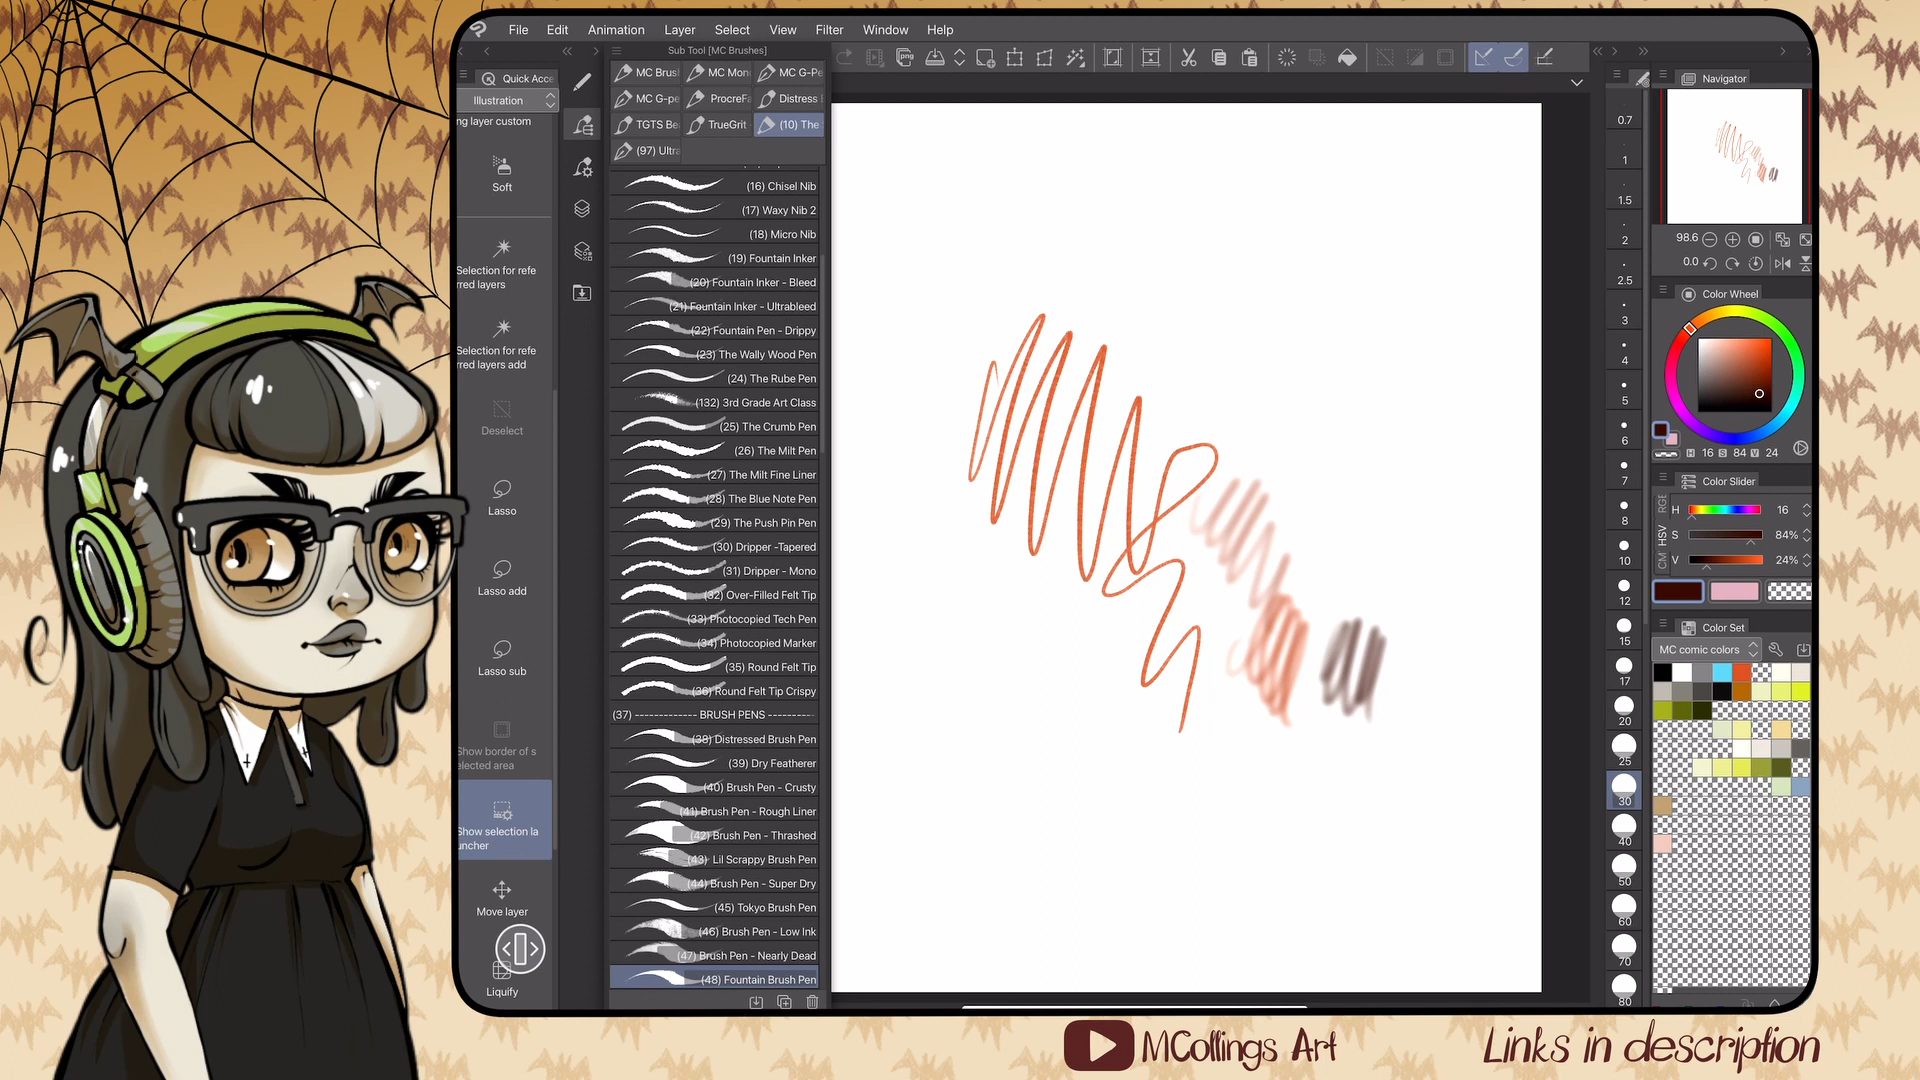 File Edit Animation Layer Select View Filter Window Help
Sub Tool [MC Brushes]
Quick Acce
Illustration
ng layer custom
Soft
Selection for refe
rred layers
Selection for refe
rred layers add
Deselect
Lasso
Lasso add
Lasso sub
Show border of s
elected area
Show selection la
uncher
Move layer
Liquify
MC Brus MC Mon MC G-Pe
MC G-pe ProcreFa Distress
TGTS Be TrueGrit (10) The
(97) Ultra
(16) Chisel Nib
(17) Waxy Nib 2
(18) Micro Nib
(19) Fountain Inker
(20) Fountain Inker - Bleed
(21) Fountain Inker - Ultrableed
(22) Fountain Pen - Drippy
(23) The Wally Wood Pen
(24) The Rube Pen
(132) 3rd Grade Art Class
(25) The Crumb Pen
(26) The Milt Pen
(27) The Milt Fine Liner
(28) The Blue Note Pen
(29) The Push Pin Pen
(30) Dripper -Tapered
(31) Dripper - Mono
(32) Over-Filled Felt Tip
(33) Photocopied Tech Pen
(34) Photocopied Marker
(35) Round Felt Tip
(36) Round Felt Tip Crispy
(37) ------------- BRUSH PENS ----------
(38) Distressed Brush Pen
(39) Dry Featherer
(40) Brush Pen - Crusty
(41) Brush Pen - Rough Liner
(42) Brush Pen - Thrashed
(43) Lil Scrappy Brush Pen
(44) Brush Pen - Super Dry
(45) Tokyo Brush Pen
(46) Brush Pen - Low Ink
(47) Brush Pen - Nearly Dead
(48) Fountain Brush Pen
png
0.7
1
1.5
2
2.5
3
4
5
6
7
8
10
12
15
17
20
25
30
40
50
60
70
80
Navigator
98.6
0.0
Color Wheel
H 16 S 84 V 24
Color Slider
RGE
HSV
CM
H 16
S 84%
V 24%
Color Set
MC comic colors
MCollings Art
Links in description